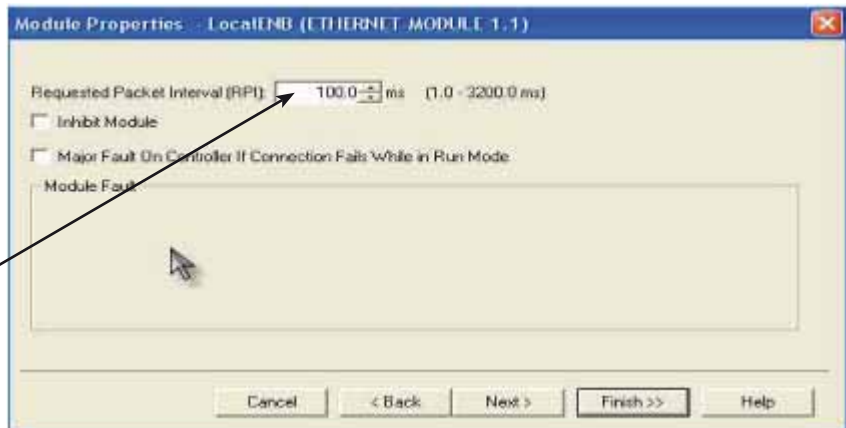 Module Properties - LocalENB (ETHERNET-MODULE 1.1)
Requested Packet Interval (RPI): 100.0 ms (1.0 - 3200.0 ms)
Inhibit Module
Major Fault On Controller If Connection Fails While in Run Mode
Module Fault
Cancel < Back Next > Finish >> Help